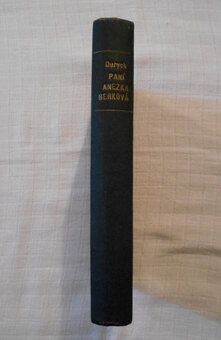 Durych
PANÍ
ANEŽKA
BERKOVÁ